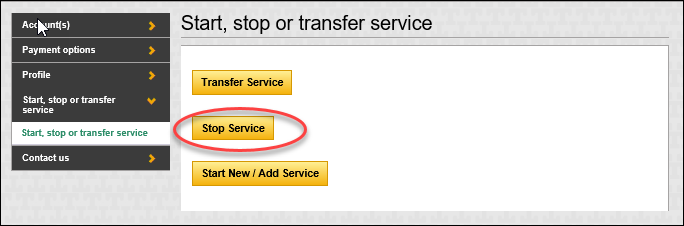 Start, stop or transfer service
Account(s)
Payment options
Profile
Start, stop or transfer
service
Start, stop or transfer service
Contact us
Transfer Service
Stop Service
Start New / Add Service